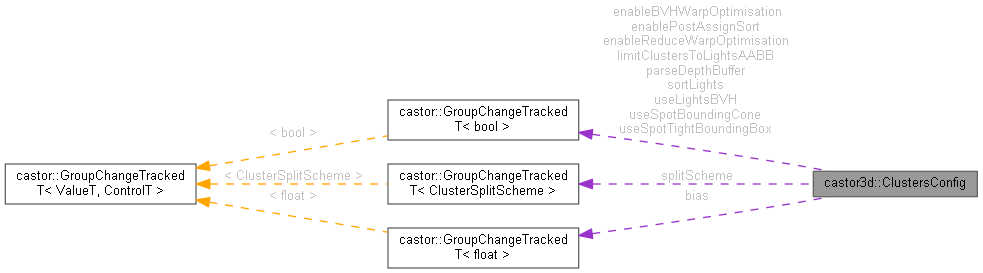 enableBVHWarpOptimisation
enablePostAssignSort
enableReduceWarpOptimisation
limitClustersToLightsAABB
parseDepthBuffer
sortLights
useLightsBVH
useSpotBoundingCone
useSpotTightBoundingBox
castor::GroupChangeTracked
T< bool >
< bool >
castor::GroupChangeTracked
T< ValueT, ControlT >
< ClusterSplitScheme >
castor::GroupChangeTracked
T< ClusterSplitScheme >
splitScheme
castor3d::ClustersConfig
< float >
bias
castor::GroupChangeTracked
T< float >